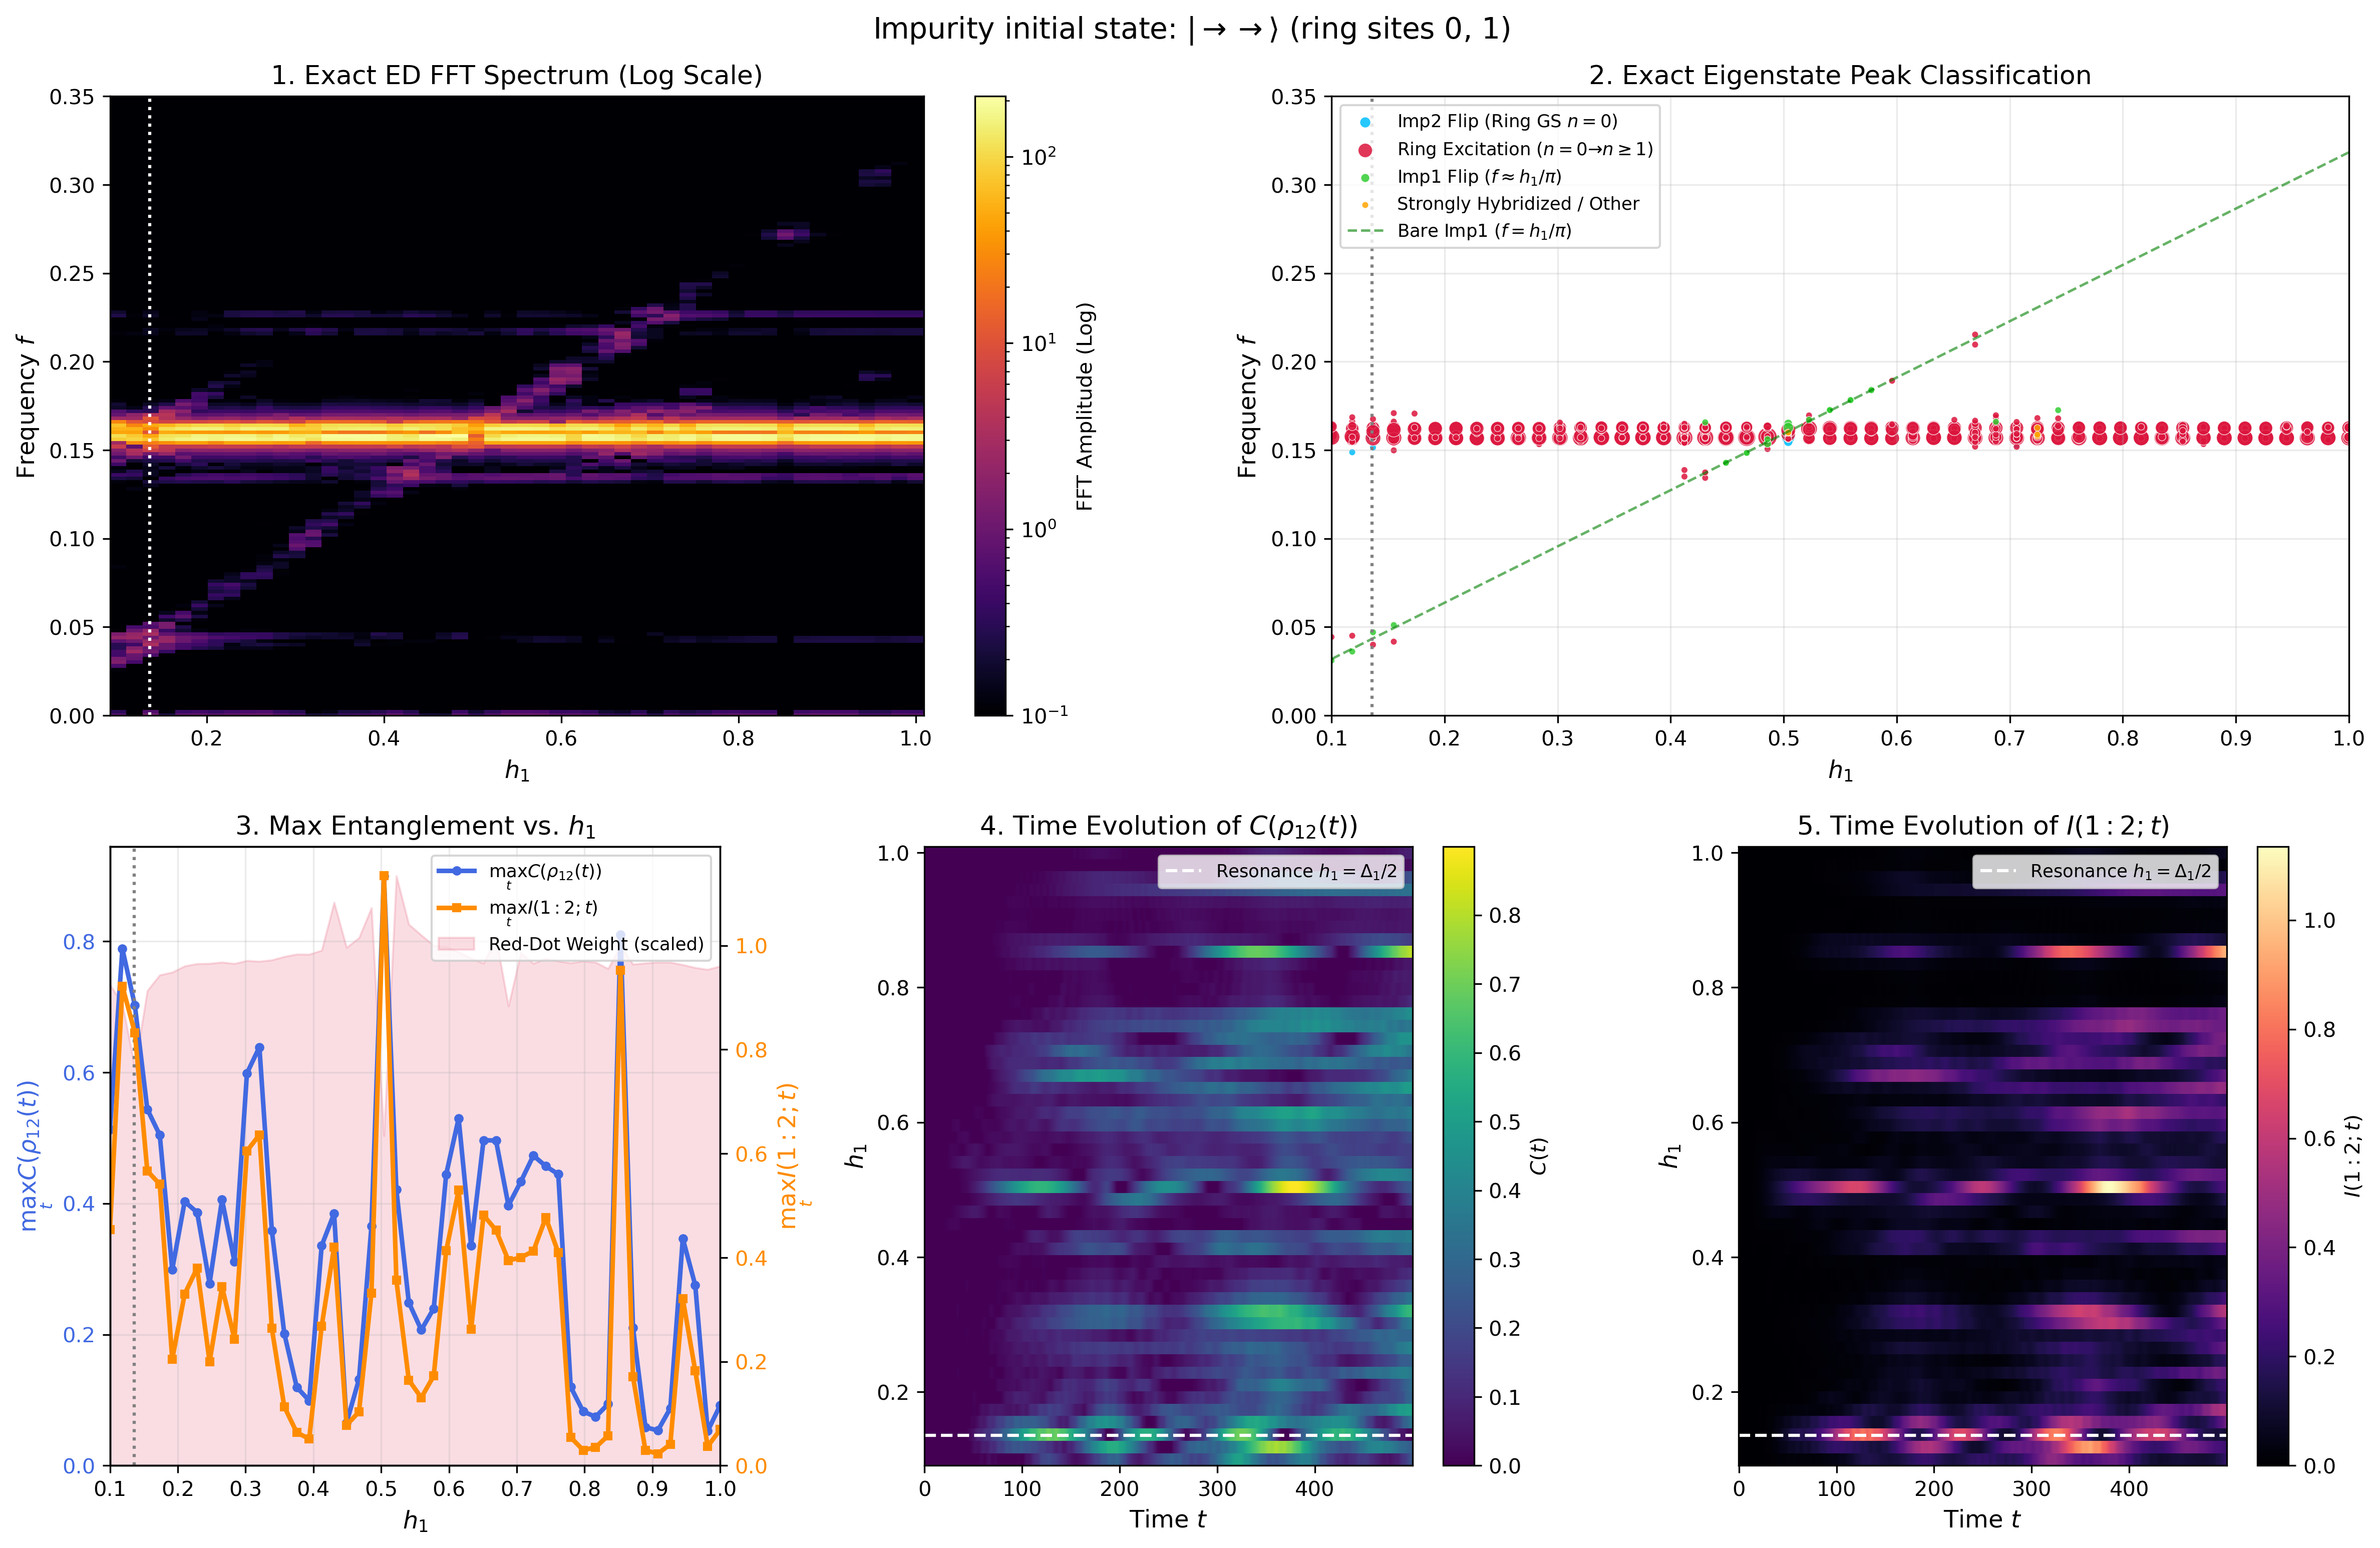 Impurity initial state: |→→⟩ (ring sites 0, 1)
1. Exact ED FFT Spectrum (Log Scale)
0.35
0.30
0.25
0.20
0.15
0.10
0.05
0.00
Frequency f
0.2
0.4
0.6
0.8
1.0
h₁
10²
10¹
10⁰
10⁻¹
FFT Amplitude (Log)
2. Exact Eigenstate Peak Classification
Imp2 Flip (Ring GS n = 0)
Ring Excitation (n = 0→n ≥ 1)
Imp1 Flip (f ≈ h₁/π)
Strongly Hybridized / Other
Bare Imp1 (f = h₁/π)
0.35
0.30
0.25
0.20
0.15
0.10
0.05
0.00
Frequency f
0.1
0.2
0.3
0.4
0.5
0.6
0.7
0.8
0.9
1.0
h₁
3. Max Entanglement vs. h₁
max C(ρ₁₂(t))
t
max I(1 : 2; t)
t
Red-Dot Weight (scaled)
0.8
0.6
0.4
0.2
0.0
max C(ρ₁₂(t))
t
1.0
0.8
0.6
0.4
0.2
0.0
max I(1 : 2; t)
t
0.1
0.2
0.3
0.4
0.5
0.6
0.7
0.8
0.9
1.0
h₁
4. Time Evolution of C(ρ₁₂(t))
Resonance h₁ = Δ₁/2
1.0
0.8
0.6
0.4
0.2
h₁
0
100
200
300
400
Time t
0.8
0.7
0.6
0.5
0.4
0.3
0.2
0.1
0.0
C(t)
5. Time Evolution of I(1 : 2; t)
Resonance h₁ = Δ₁/2
1.0
0.8
0.6
0.4
0.2
h₁
0
100
200
300
400
Time t
1.0
0.8
0.6
0.4
0.2
0.0
I(1 : 2; t)